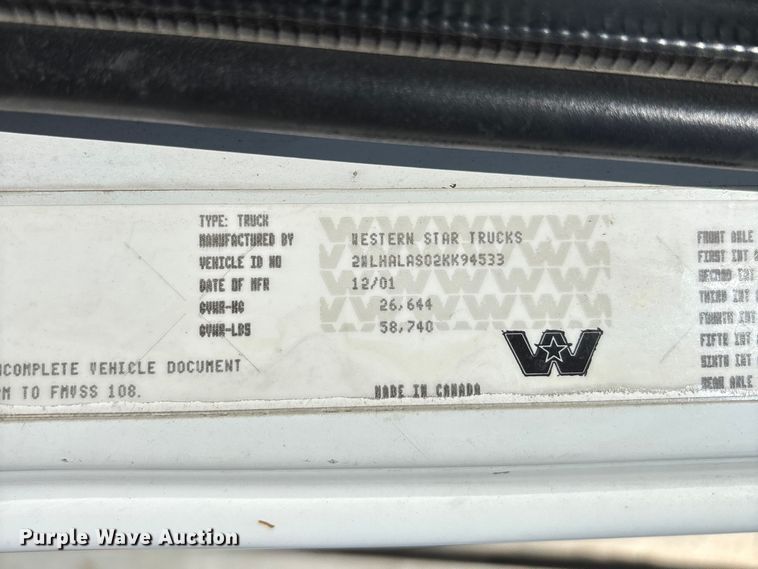 TYPE: TRUCK
MANUFACTURED BY WESTERN STAR TRUCKS
VEHICLE ID NO 2WLHALAS02KK94533
DATE OF MFR 12/01
GVWR-KG 26,644
GVWR-LBS 58,740
NCOMPLETE VEHICLE DOCUMENT
RM TO FMVSS 108.
MADE IN CANADA
FRONT AXLE
FIRST INT
SECOND INT
THIRD INT
FOURTH INT
FIFTH INT
SIXTH INT
REAR AXLE
Purple Wave Auction